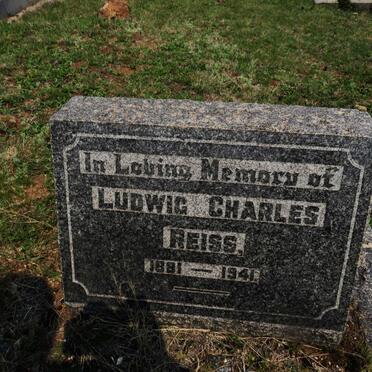 In Loving Memory of
LUDWIG CHARLES
REISS,
1881 — 1941